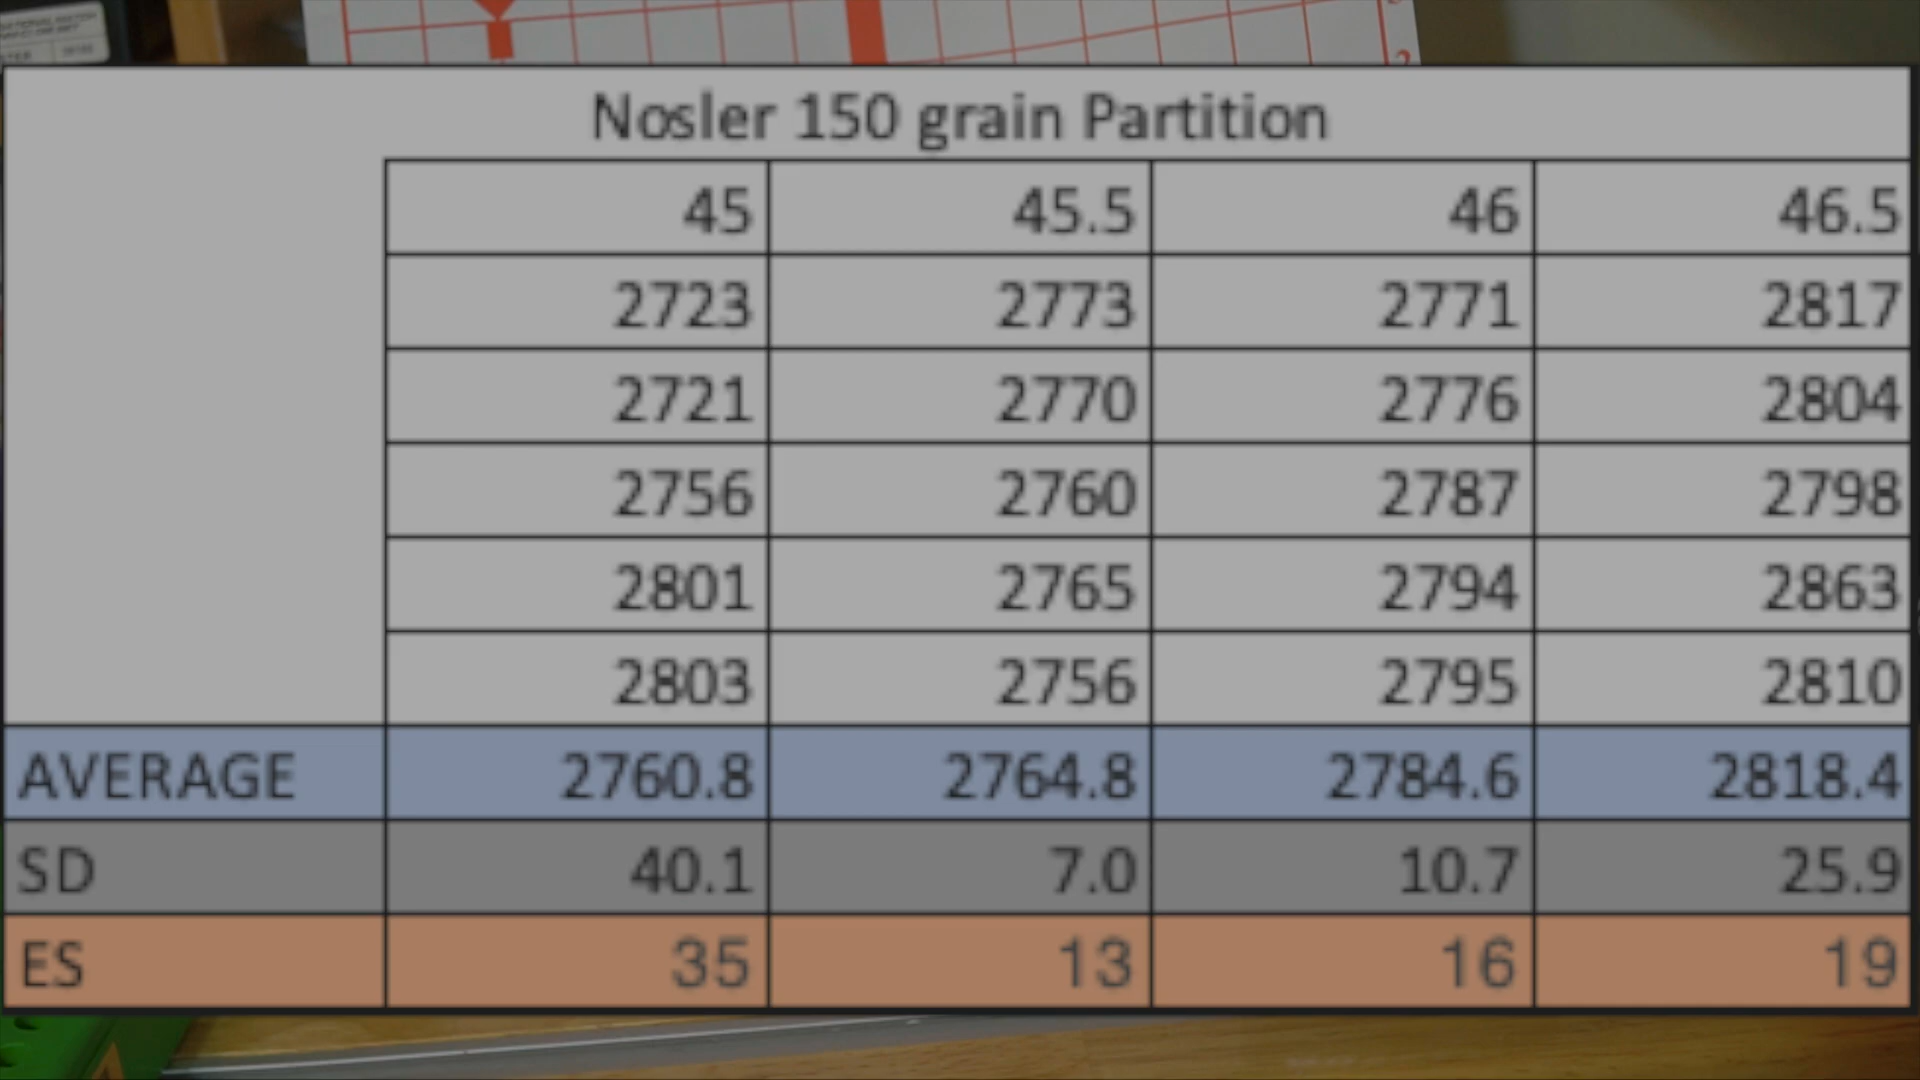 Nosler 150 grain Partition
45 45.5 46 46.5
2723 2773 2771 2817
2721 2770 2776 2804
2756 2760 2787 2798
2801 2765 2794 2863
2803 2756 2795 2810
AVERAGE 2760.8 2764.8 2784.6 2818.4
SD 40.1 7.0 10.7 25.9
ES 35 13 16 19